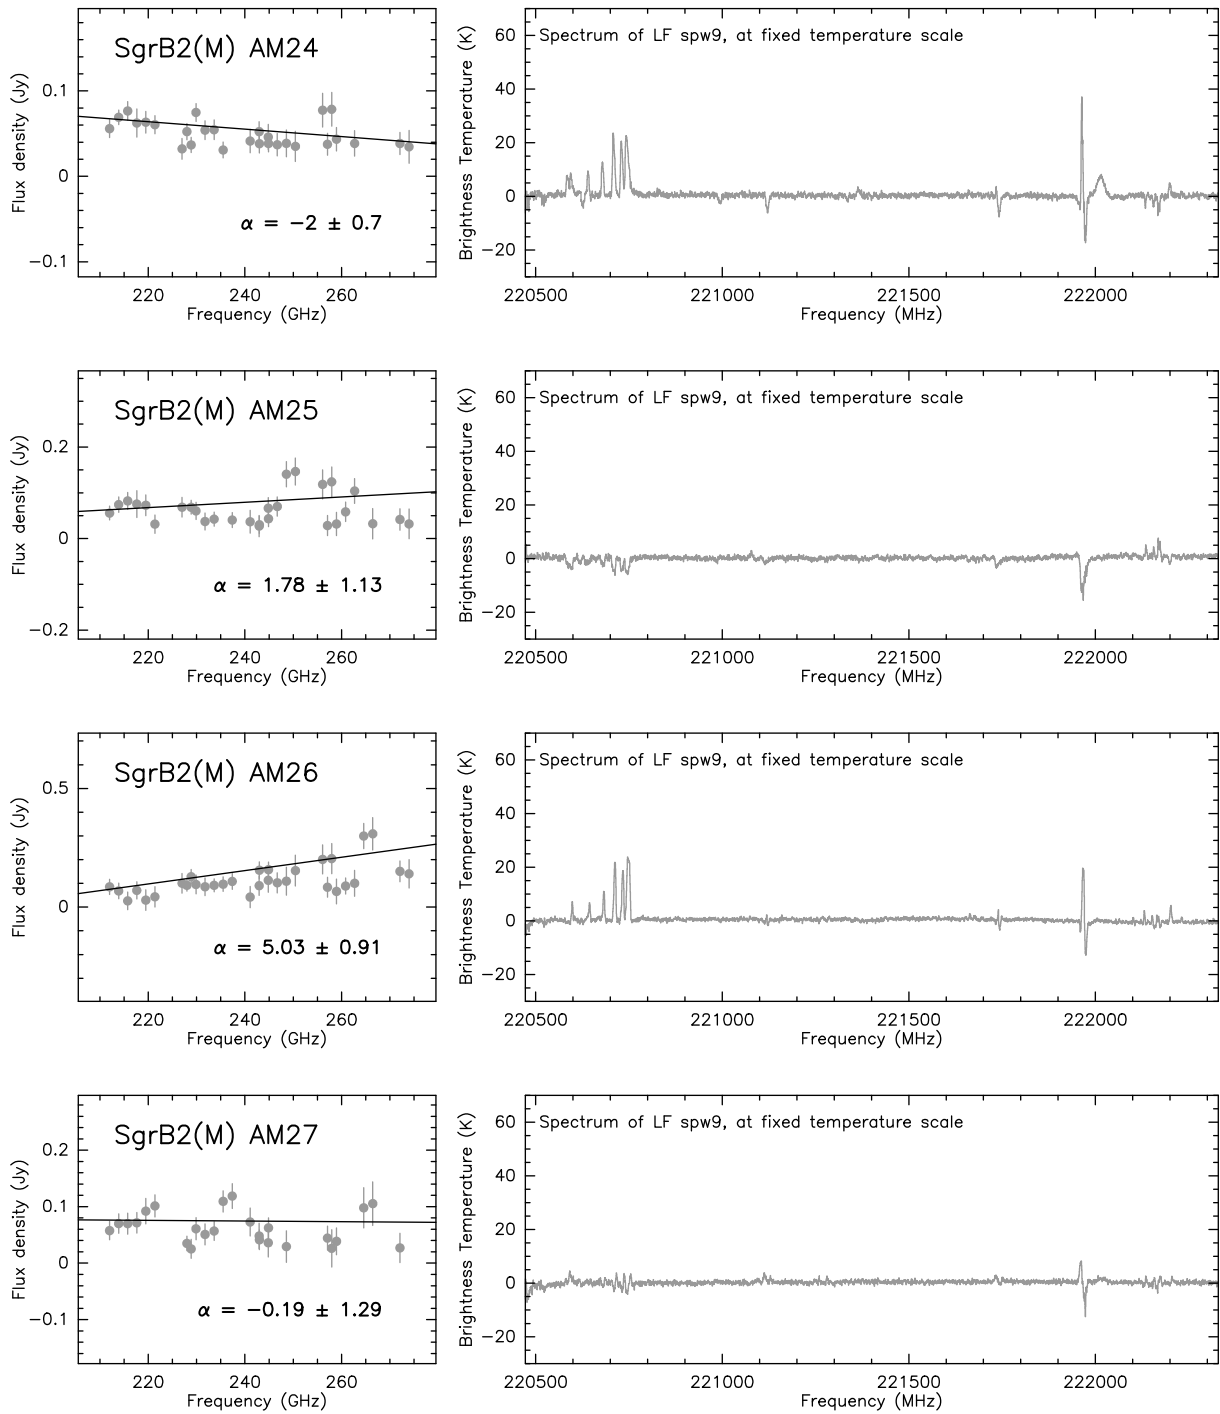 SgrB2(M) AM24
Flux density (Jy)
0.1
0
−0.1
α = −2 ± 0.7
220 240 260
Frequency (GHz)
Spectrum of LF spw9, at fixed temperature scale
Brightness Temperature (K)
60
40
20
0
−20
220500 221000 221500 222000
Frequency (MHz)
SgrB2(M) AM25
Flux density (Jy)
0.2
0
−0.2
α = 1.78 ± 1.13
220 240 260
Frequency (GHz)
Spectrum of LF spw9, at fixed temperature scale
Brightness Temperature (K)
60
40
20
0
−20
220500 221000 221500 222000
Frequency (MHz)
SgrB2(M) AM26
Flux density (Jy)
0.5
0
α = 5.03 ± 0.91
220 240 260
Frequency (GHz)
Spectrum of LF spw9, at fixed temperature scale
Brightness Temperature (K)
60
40
20
0
−20
220500 221000 221500 222000
Frequency (MHz)
SgrB2(M) AM27
Flux density (Jy)
0.2
0.1
0
−0.1
α = −0.19 ± 1.29
220 240 260
Frequency (GHz)
Spectrum of LF spw9, at fixed temperature scale
Brightness Temperature (K)
60
40
20
0
−20
220500 221000 221500 222000
Frequency (MHz)